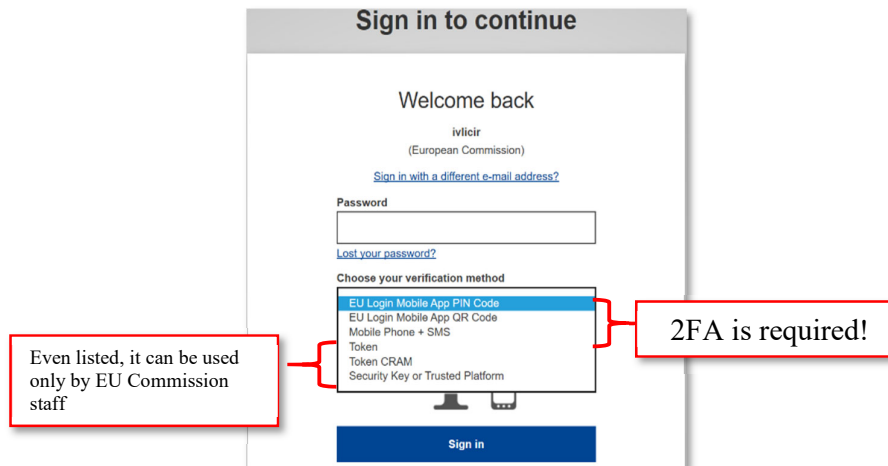 Sign in to continue
Welcome back
ivlicir
(European Commission)
Sign in with a different e-mail address?
Password
Lost your password?
Choose your verification method
EU Login Mobile App PIN Code
EU Login Mobile App QR Code
Mobile Phone + SMS
Token
Token CRAM
Security Key or Trusted Platform
2FA is required!
Even listed, it can be used
only by EU Commission
staff
Sign in